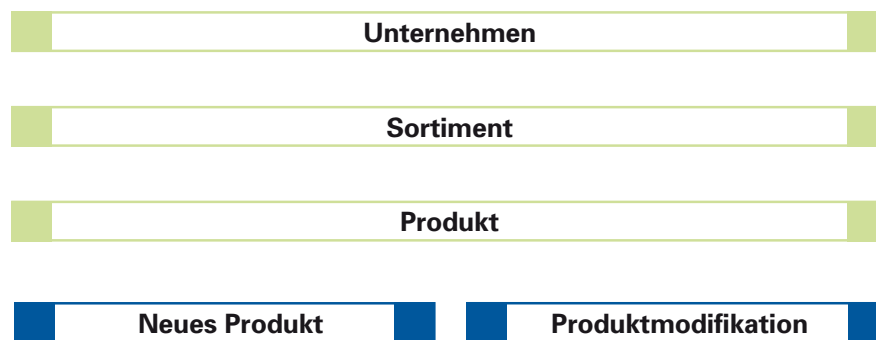 Unternehmen
Sortiment
Produkt
Neues Produkt
Produktmodifikation